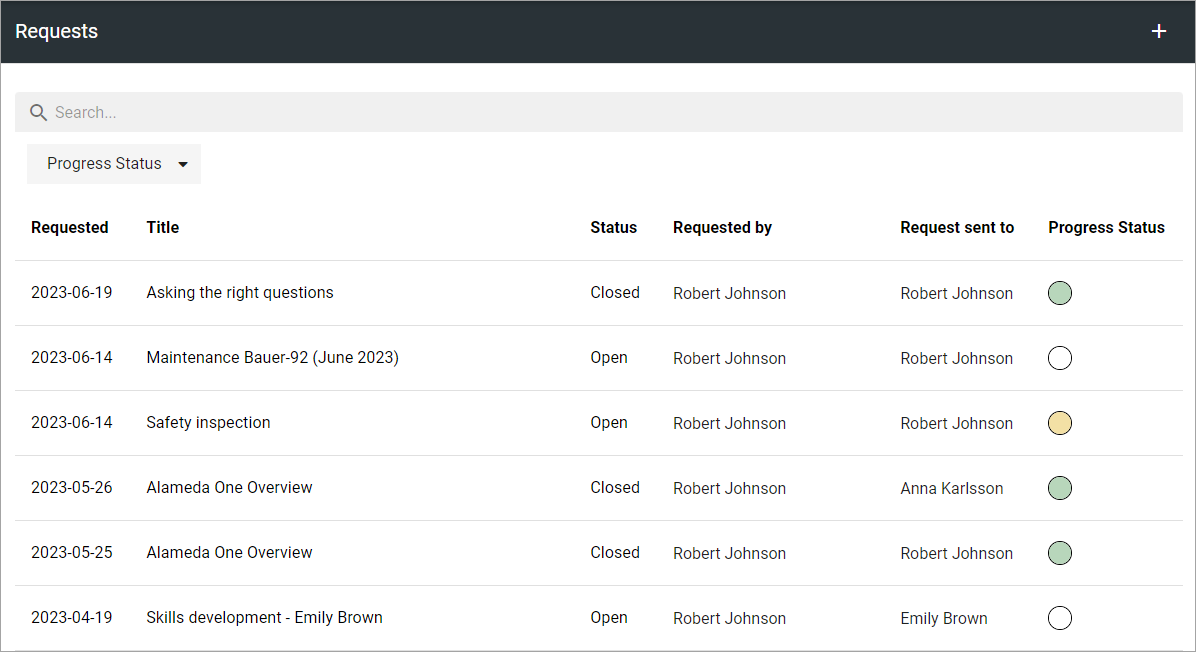 Requests +
Search...
Progress Status
Requested Title Status Requested by Request sent to Progress Status
2023-06-19 Asking the right questions Closed Robert Johnson Robert Johnson
2023-06-14 Maintenance Bauer-92 (June 2023) Open Robert Johnson Robert Johnson
2023-06-14 Safety inspection Open Robert Johnson Robert Johnson
2023-05-26 Alameda One Overview Closed Robert Johnson Anna Karlsson
2023-05-25 Alameda One Overview Closed Robert Johnson Robert Johnson
2023-04-19 Skills development - Emily Brown Open Robert Johnson Emily Brown